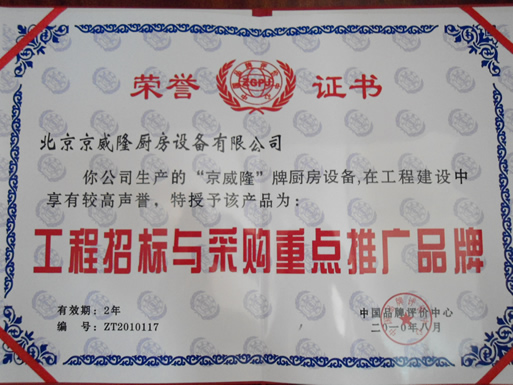 荣誉 证书
ZGPP
北京京威隆厨房设备有限公司
你公司生产的“京威隆”牌厨房设备,在工程建设中
享有较高声誉，特授予该产品为：
工程招标与采购重点推广品牌
有效期：2年
编 号：ZT2010117
中国品牌评价中心
二〇一〇年八月